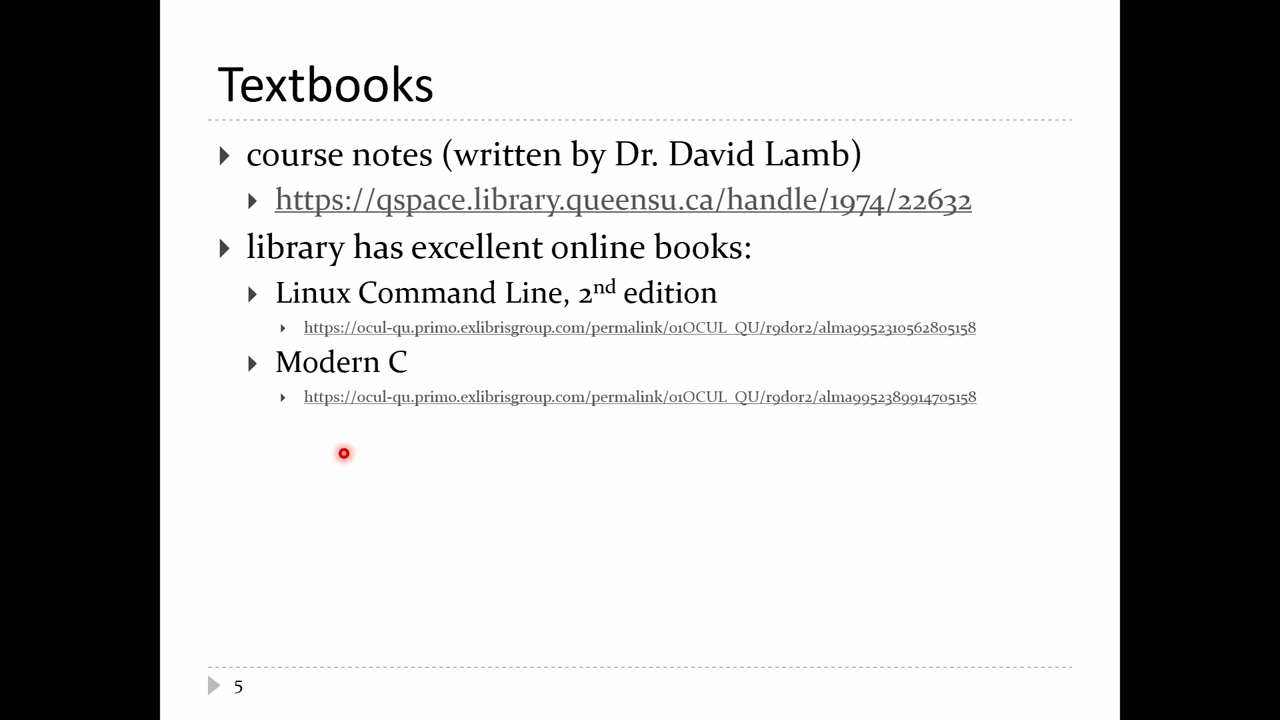 Textbooks
course notes (written by Dr. David Lamb)
https://qspace.library.queensu.ca/handle/1974/22632
library has excellent online books:
Linux Command Line, 2nd edition
https://ocul-qu.primo.exlibrisgroup.com/permalink/01OCUL_QU/r9dor2/alma9952310562805158
Modern C
https://ocul-qu.primo.exlibrisgroup.com/permalink/01OCUL_QU/r9dor2/alma9952389914705158
5